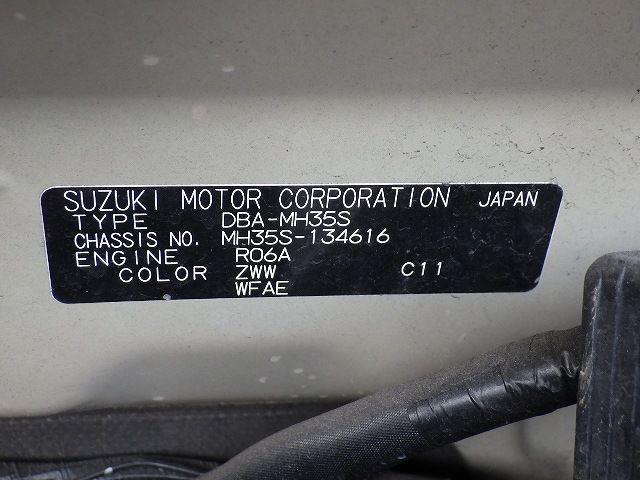 SUZUKI MOTOR CORPORATION JAPAN
TYPE DBA-MH35S
CHASSIS NO. MH35S-134616
ENGINE R06A
COLOR ZWW C11
WFAE